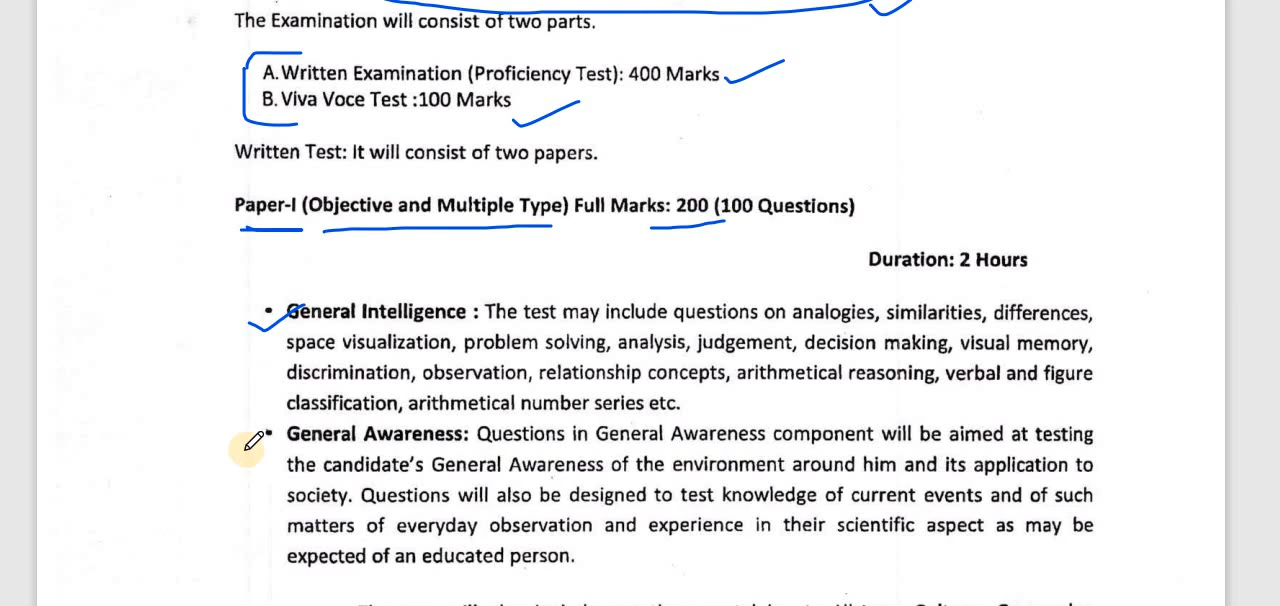 The Examination will consist of two parts.
A. Written Examination (Proficiency Test): 400 Marks
B. Viva Voce Test :100 Marks
Written Test: It will consist of two papers.
Paper-I (Objective and Multiple Type) Full Marks: 200 (100 Questions)
Duration: 2 Hours
• General Intelligence : The test may include questions on analogies, similarities, differences,
space visualization, problem solving, analysis, judgement, decision making, visual memory,
discrimination, observation, relationship concepts, arithmetical reasoning, verbal and figure
classification, arithmetical number series etc.
• General Awareness: Questions in General Awareness component will be aimed at testing
the candidate's General Awareness of the environment around him and its application to
society. Questions will also be designed to test knowledge of current events and of such
matters of everyday observation and experience in their scientific aspect as may be
expected of an educated person.